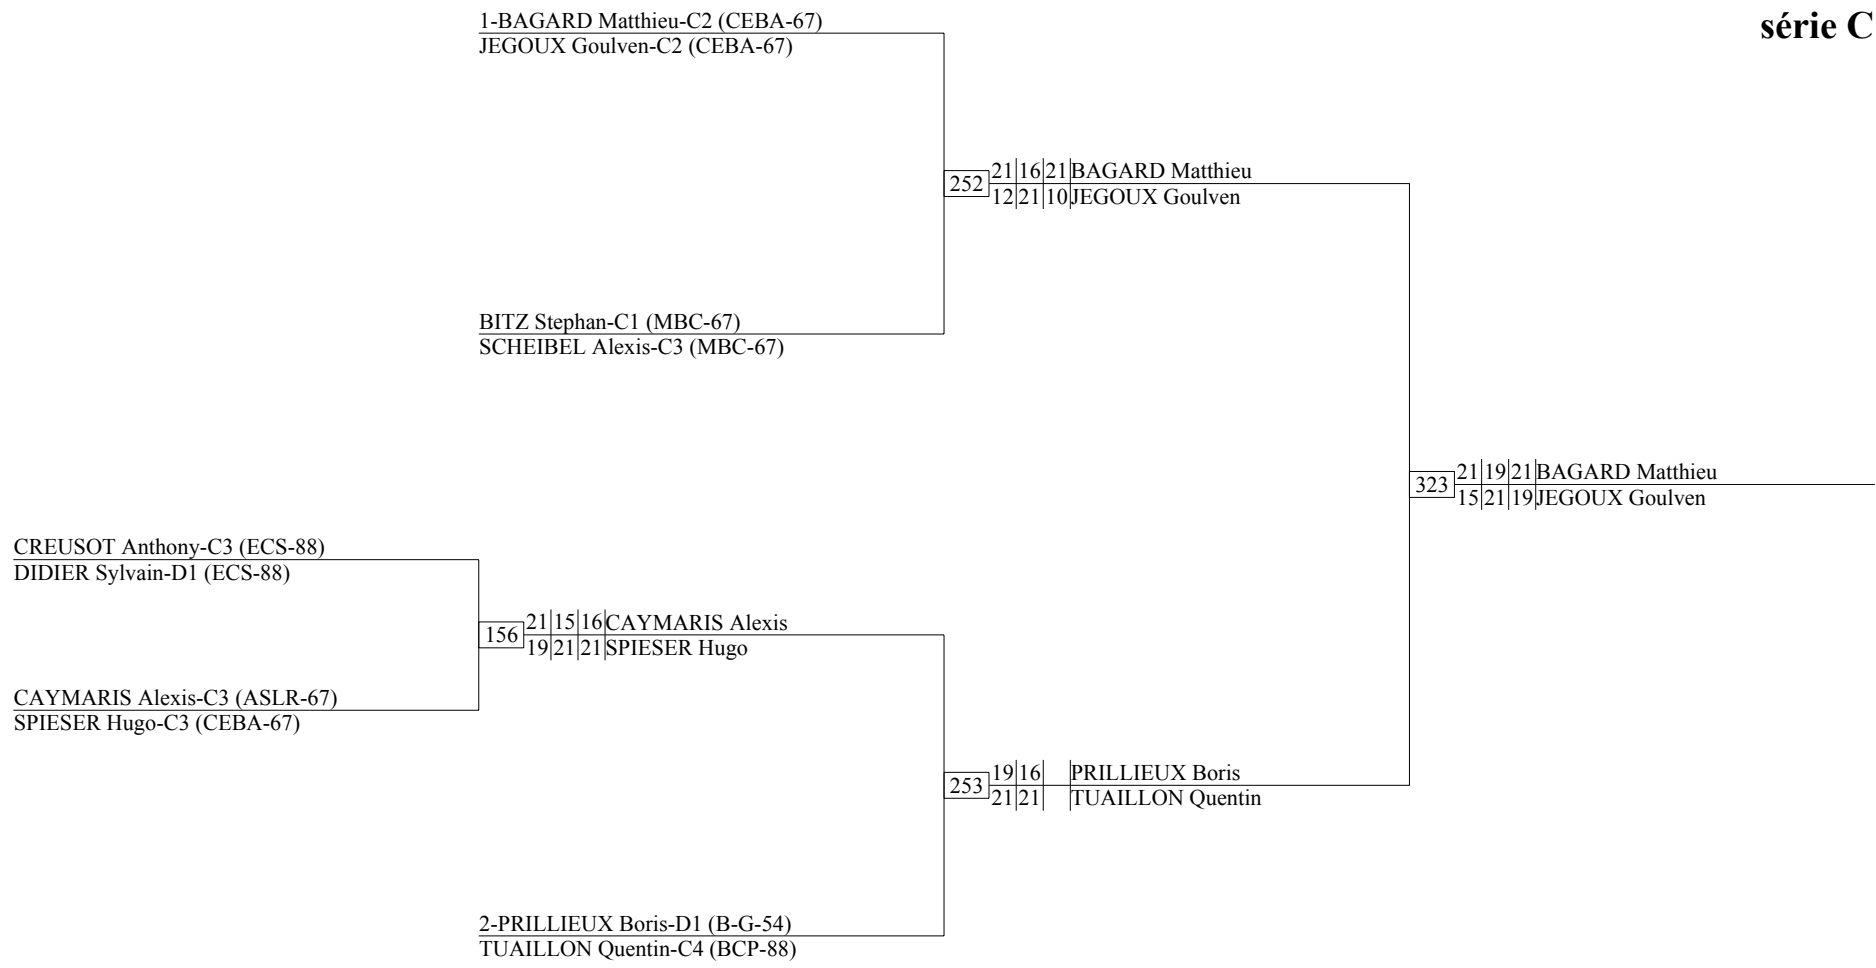 série C
1-BAGARD Matthieu-C2 (CEBA-67)
JEGOUX Goulven-C2 (CEBA-67)
252 21 16 21 BAGARD Matthieu
12 21 10 JEGOUX Goulven
BITZ Stephan-C1 (MBC-67)
SCHEIBEL Alexis-C3 (MBC-67)
323 21 19 21 BAGARD Matthieu
15 21 19 JEGOUX Goulven
CREUSOT Anthony-C3 (ECS-88)
DIDIER Sylvain-D1 (ECS-88)
156 21 15 16 CAYMARIS Alexis
19 21 21 SPIESER Hugo
CAYMARIS Alexis-C3 (ASLR-67)
SPIESER Hugo-C3 (CEBA-67)
253 19 16 PRILLIEUX Boris
21 21 TUAILLON Quentin
2-PRILLIEUX Boris-D1 (B-G-54)
TUAILLON Quentin-C4 (BCP-88)